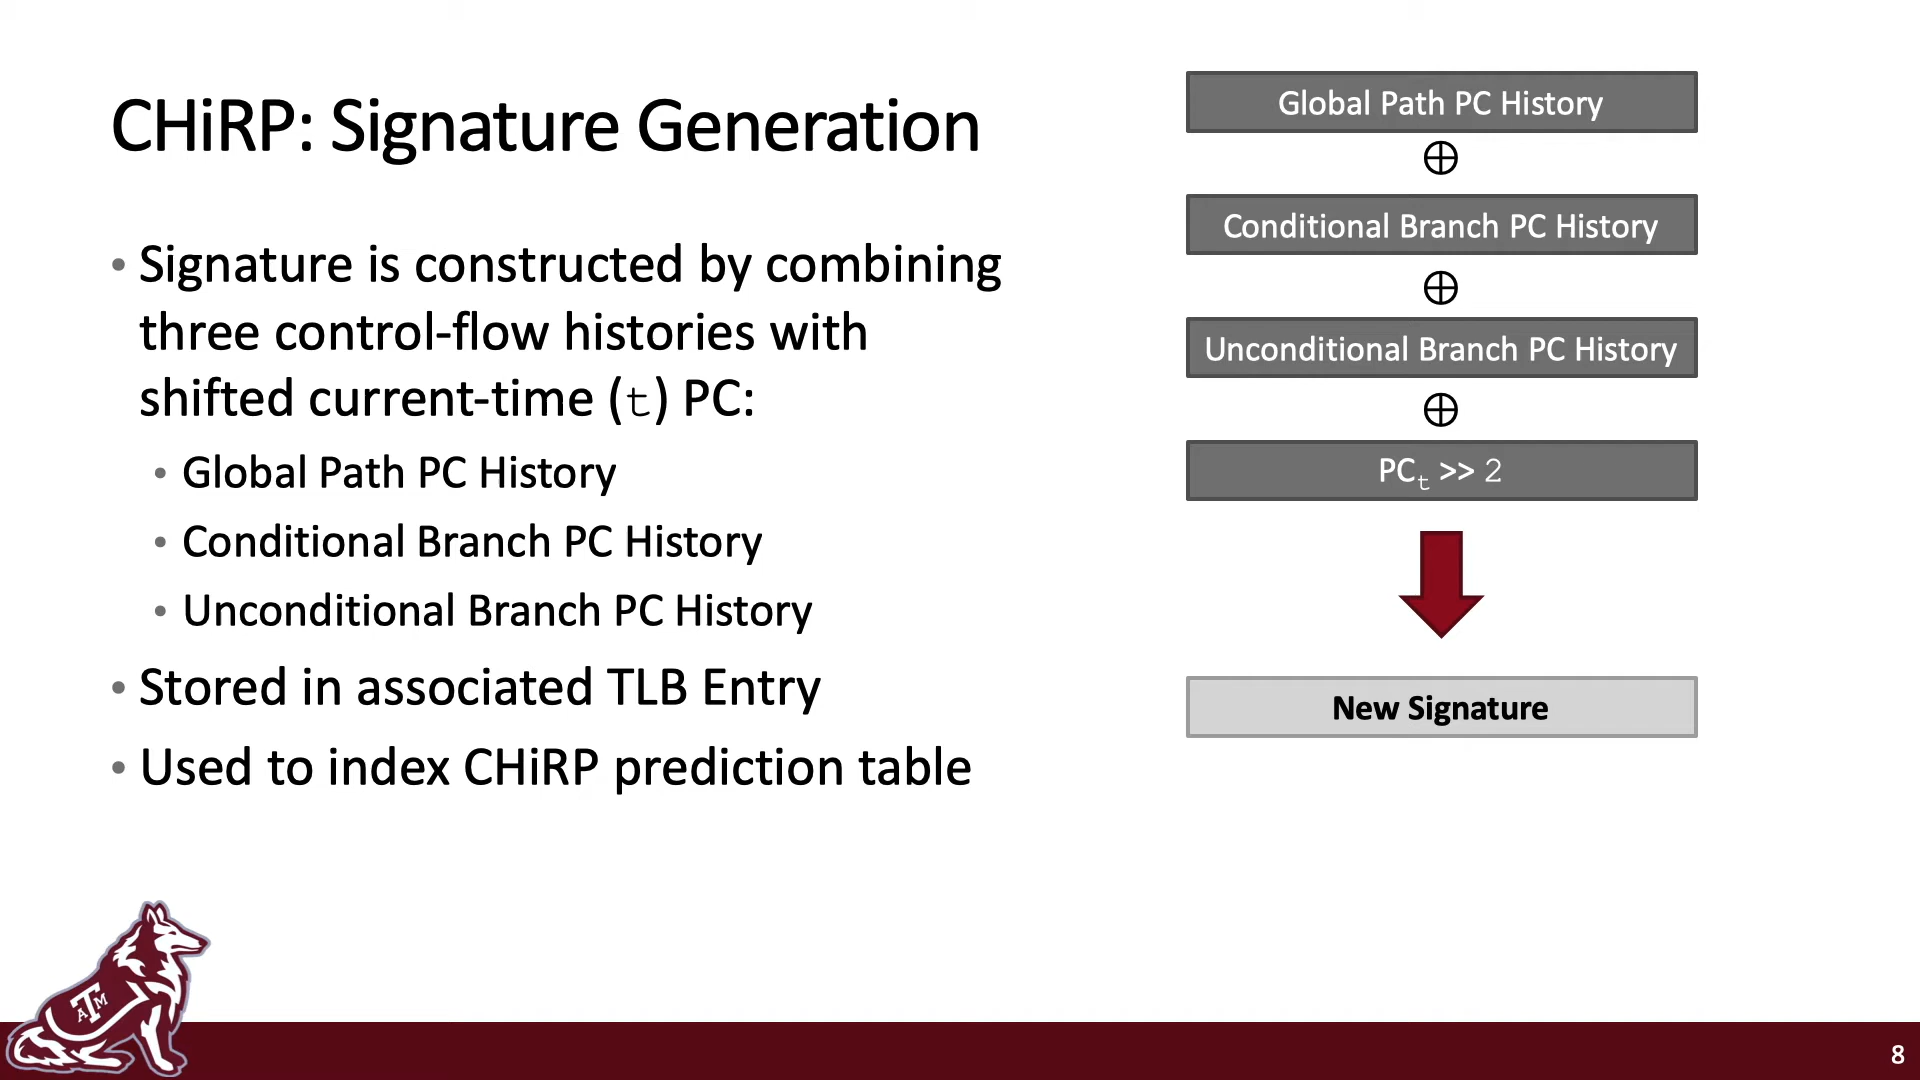 CHiRP: Signature Generation
• Signature is constructed by combining
three control-flow histories with
shifted current-time (t) PC:
• Global Path PC History
• Conditional Branch PC History
• Unconditional Branch PC History
• Stored in associated TLB Entry
• Used to index CHiRP prediction table
Global Path PC History
⊕
Conditional Branch PC History
⊕
Unconditional Branch PC History
⊕
PCt >> 2
New Signature
ATM
8